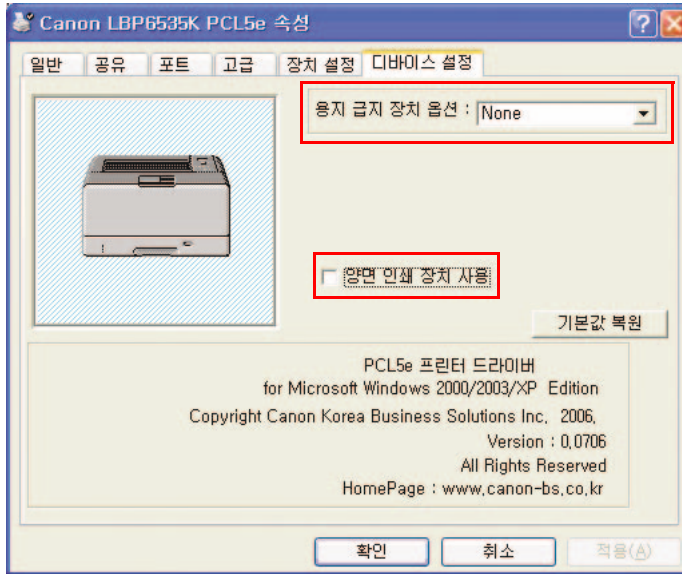 Canon LBP6535K PCL5e 속성
일반 공유 포트 고급 장치 설정 디바이스 설정
용지 급지 장치 옵션 : None
양면 인쇄 장치 사용
기본값 복원
PCL5e 프린터 드라이버
for Microsoft Windows 2000/2003/XP Edition
Copyright Canon Korea Business Solutions Inc, 2006,
Version : 0,0706
All Rights Reserved
HomePage : www,canon-bs,co,kr
확인 취소 적용(A)